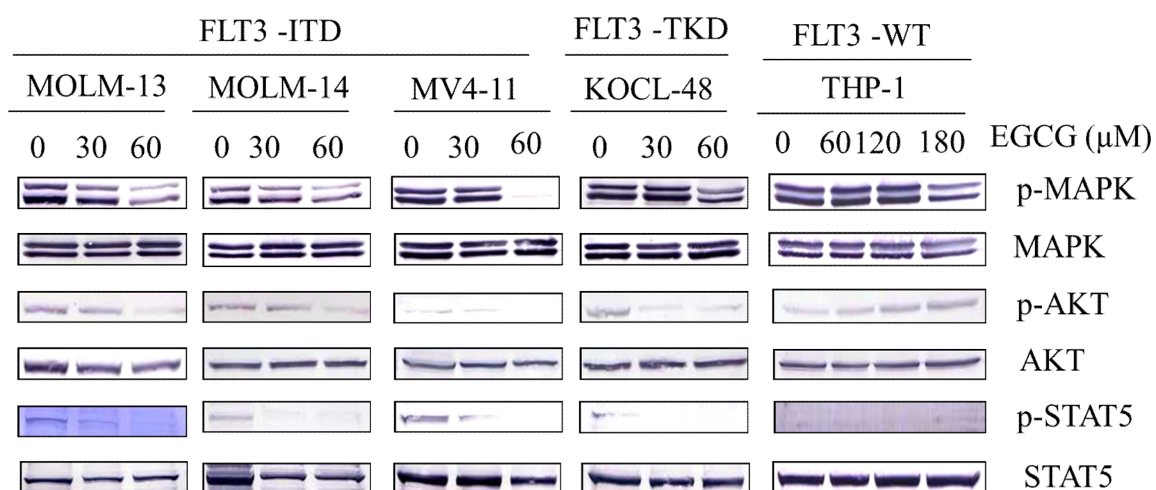 FLT3 -ITD FLT3 -TKD FLT3 -WT
MOLM-13 MOLM-14 MV4-11 KOCL-48 THP-1
0 30 60 0 30 60 0 30 60 0 30 60 0 60 120 180 EGCG (μM)
p-MAPK
MAPK
p-AKT
AKT
p-STAT5
STAT5